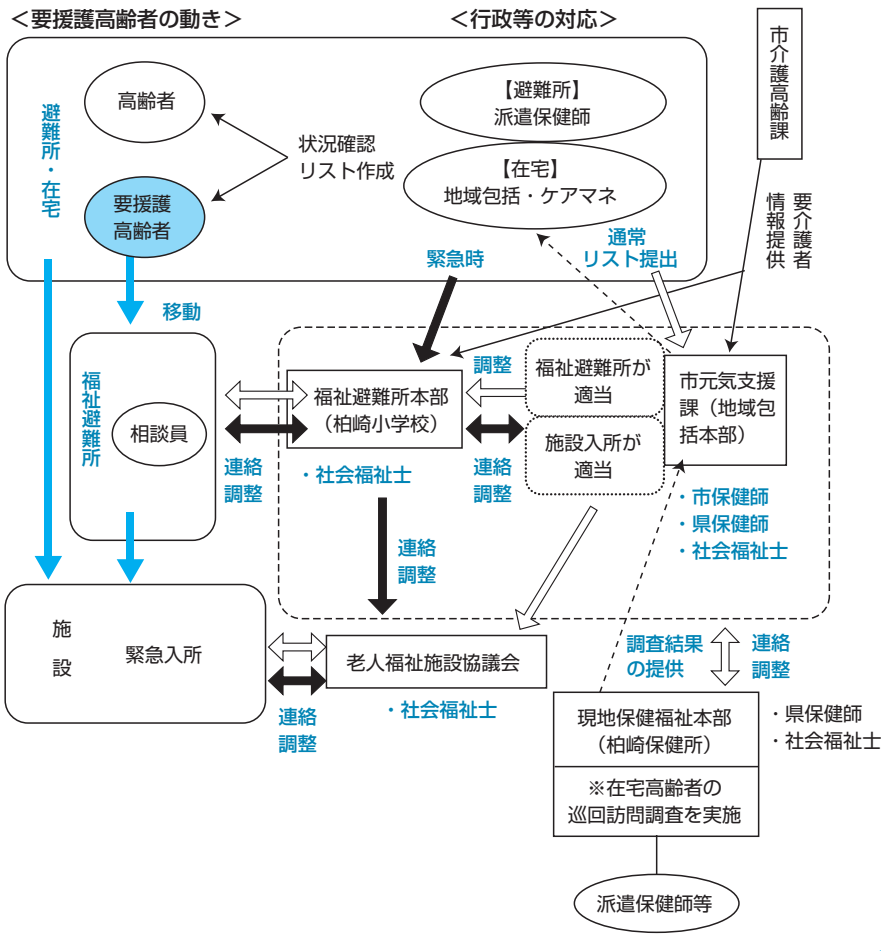 ＜要援護高齢者の動き＞
＜行政等の対応＞
市介護高齢課
避難所・在宅
高齢者
状況確認
リスト作成
要援護
高齢者
【避難所】
派遣保健師
【在宅】
地域包括・ケアマネ
要介護者
情報提供
緊急時
通常
リスト提出
移動
福祉避難所
相談員
連絡
調整
福祉避難所本部
（柏崎小学校）
・社会福祉士
調整
連絡
調整
福祉避難所が
適当
施設入所が
適当
市元気支援
課（地域包
括本部）
・市保健師
・県保健師
・社会福祉士
連絡
調整
施
設
緊急入所
連絡
調整
老人福祉施設協議会
・社会福祉士
調査結果
の提供
連絡
調整
現地保健福祉本部
（柏崎保健所）
・県保健師
・社会福祉士
※在宅高齢者の
巡回訪問調査を実施
派遣保健師等